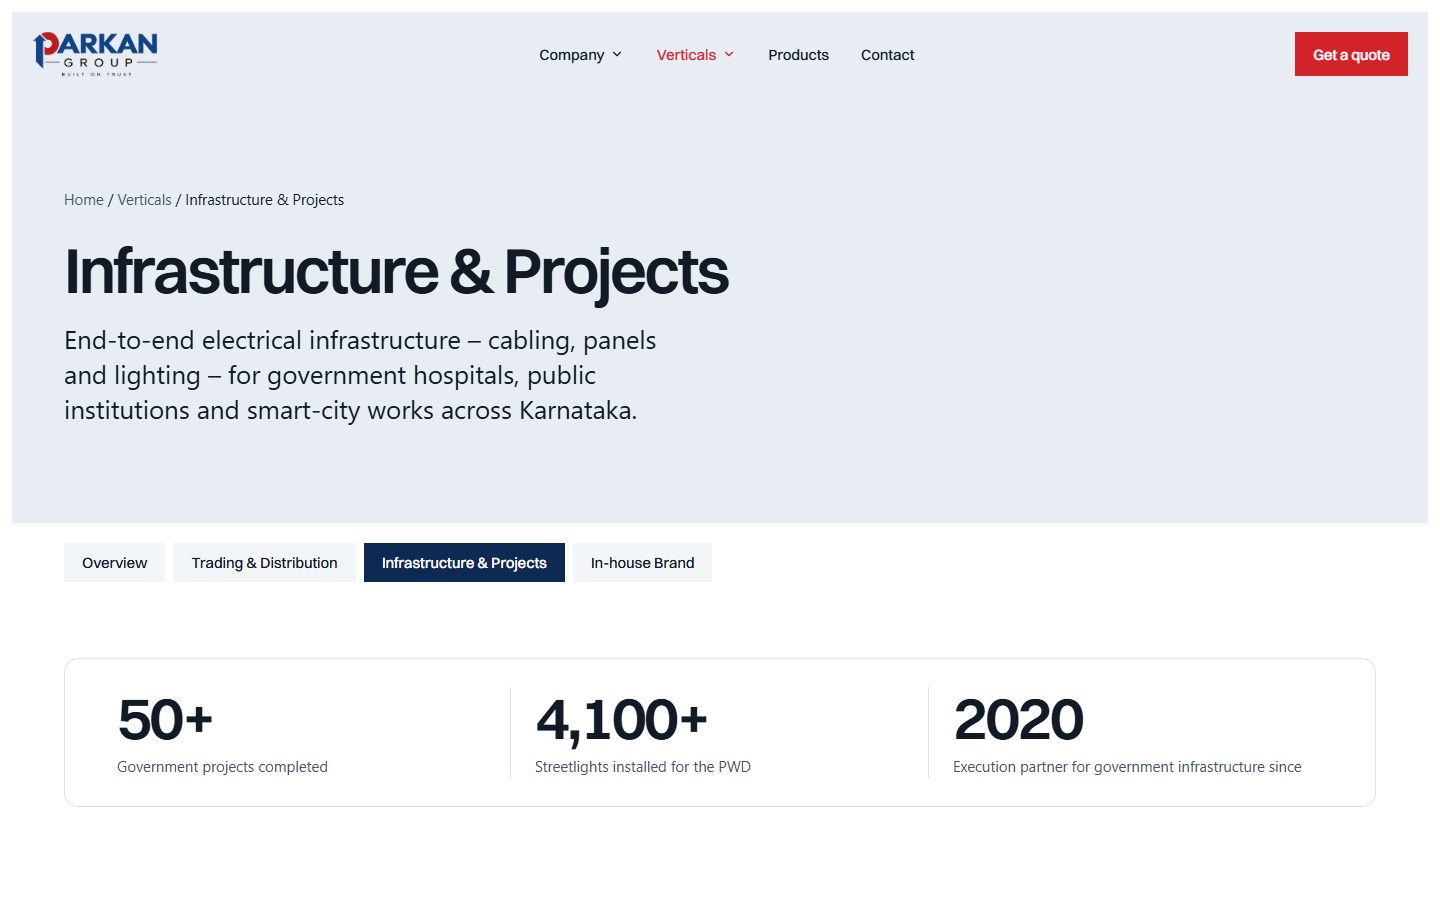 PARKAN
GROUP
BUILT ON TRUST
Company
Verticals
Products
Contact
Get a quote
Home / Verticals / Infrastructure & Projects
Infrastructure & Projects
End-to-end electrical infrastructure – cabling, panels
and lighting – for government hospitals, public
institutions and smart-city works across Karnataka.
Overview
Trading & Distribution
Infrastructure & Projects
In-house Brand
50+
Government projects completed
4,100+
Streetlights installed for the PWD
2020
Execution partner for government infrastructure since